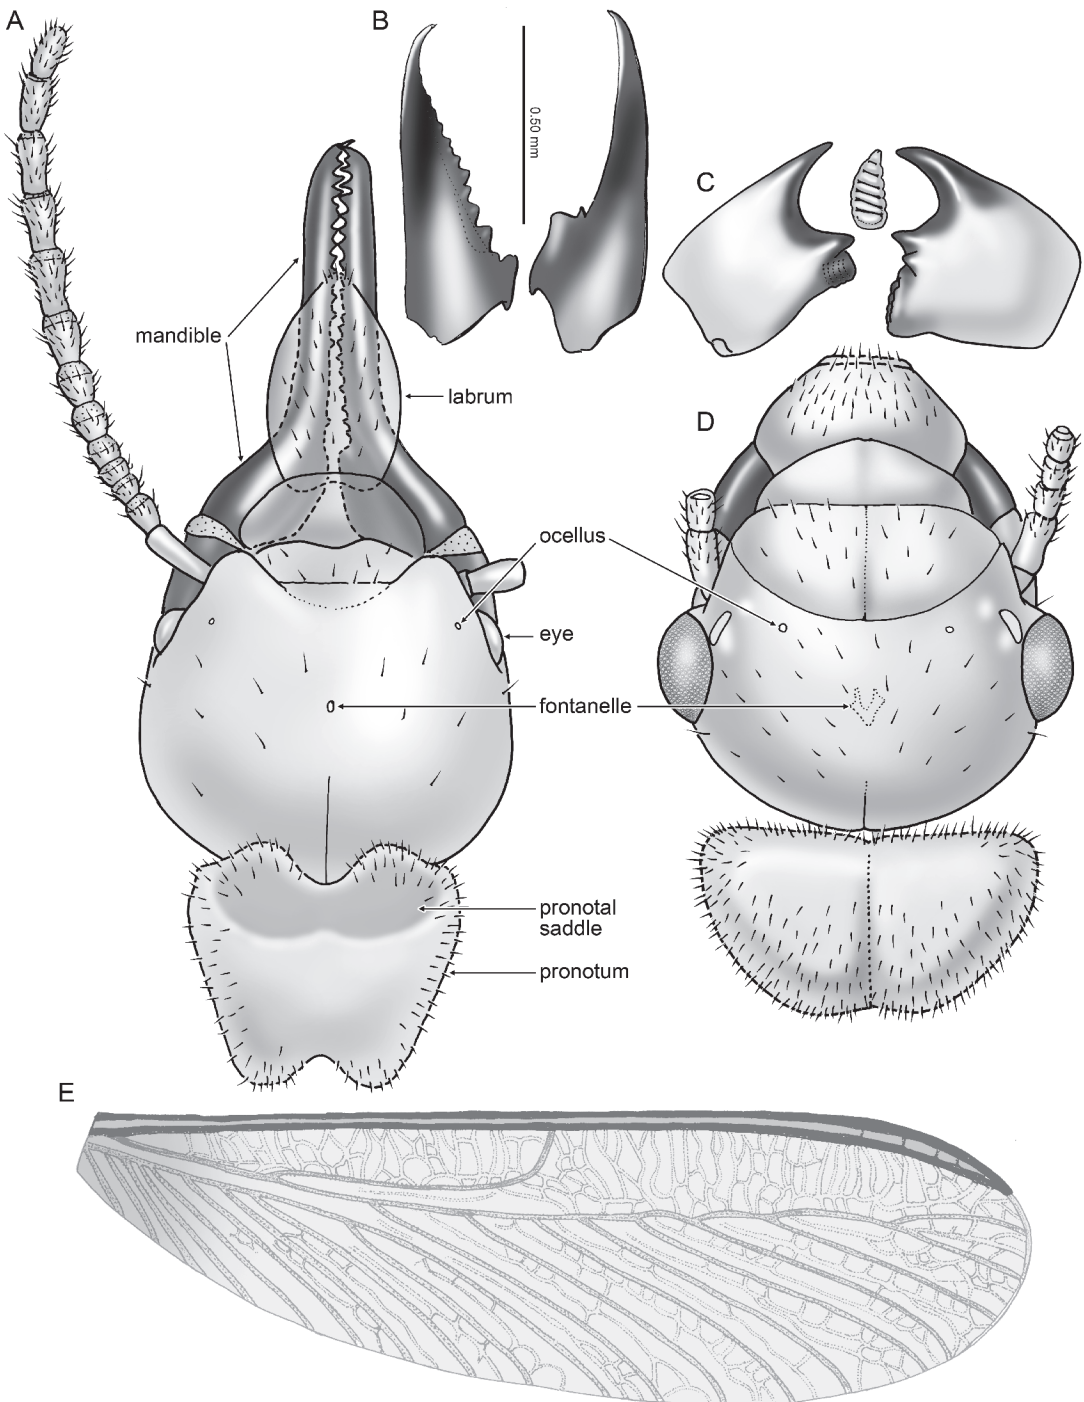 A
B
0.50 mm
C
mandible
labrum
D
ocellus
eye
fontanelle
pronotal
saddle
pronotum
E